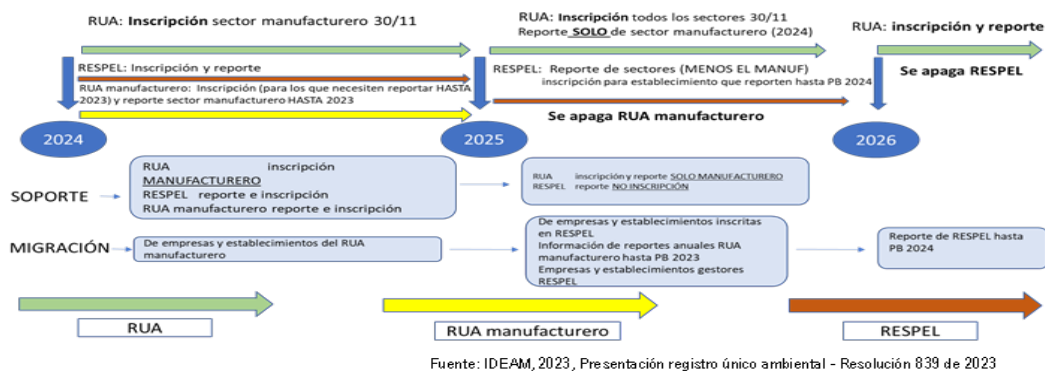 RUA: Inscripción sector manufacturero 30/11
RUA: Inscripción todos los sectores 30/11
Reporte SOLO de sector manufacturero (2024)
RUA: inscripción y reporte
RESPEL: Inscripción y reporte
RUA manufacturero: Inscripción (para los que necesiten reportar HASTA
2023) y reporte sector manufacturero HASTA 2023
RESPEL: Reporte de sectores (MENOS EL MANUF)
inscripción para establecimiento que reporten hasta PB 2024
Se apaga RESPEL
Se apaga RUA manufacturero
2024
2025
2026
SOPORTE
RUA inscripción
MANUFACTURERO
RESPEL reporte e inscripción
RUA manufacturero reporte e inscripción
RUA inscripción y reporte SOLO MANUFACTURERO
RESPEL reporte NO INSCRIPCIÓN
MIGRACIÓN
De empresas y establecimientos del RUA
manufacturero
De empresas y establecimientos inscritas
en RESPEL
Información de reportes anuales RUA
manufacturero hasta PB 2023
Empresas y establecimientos gestores
RESPEL
Reporte de RESPEL hasta
PB 2024
RUA
RUA manufacturero
RESPEL
Fuente: IDEAM, 2023, Presentación registro único ambiental - Resolución 839 de 2023